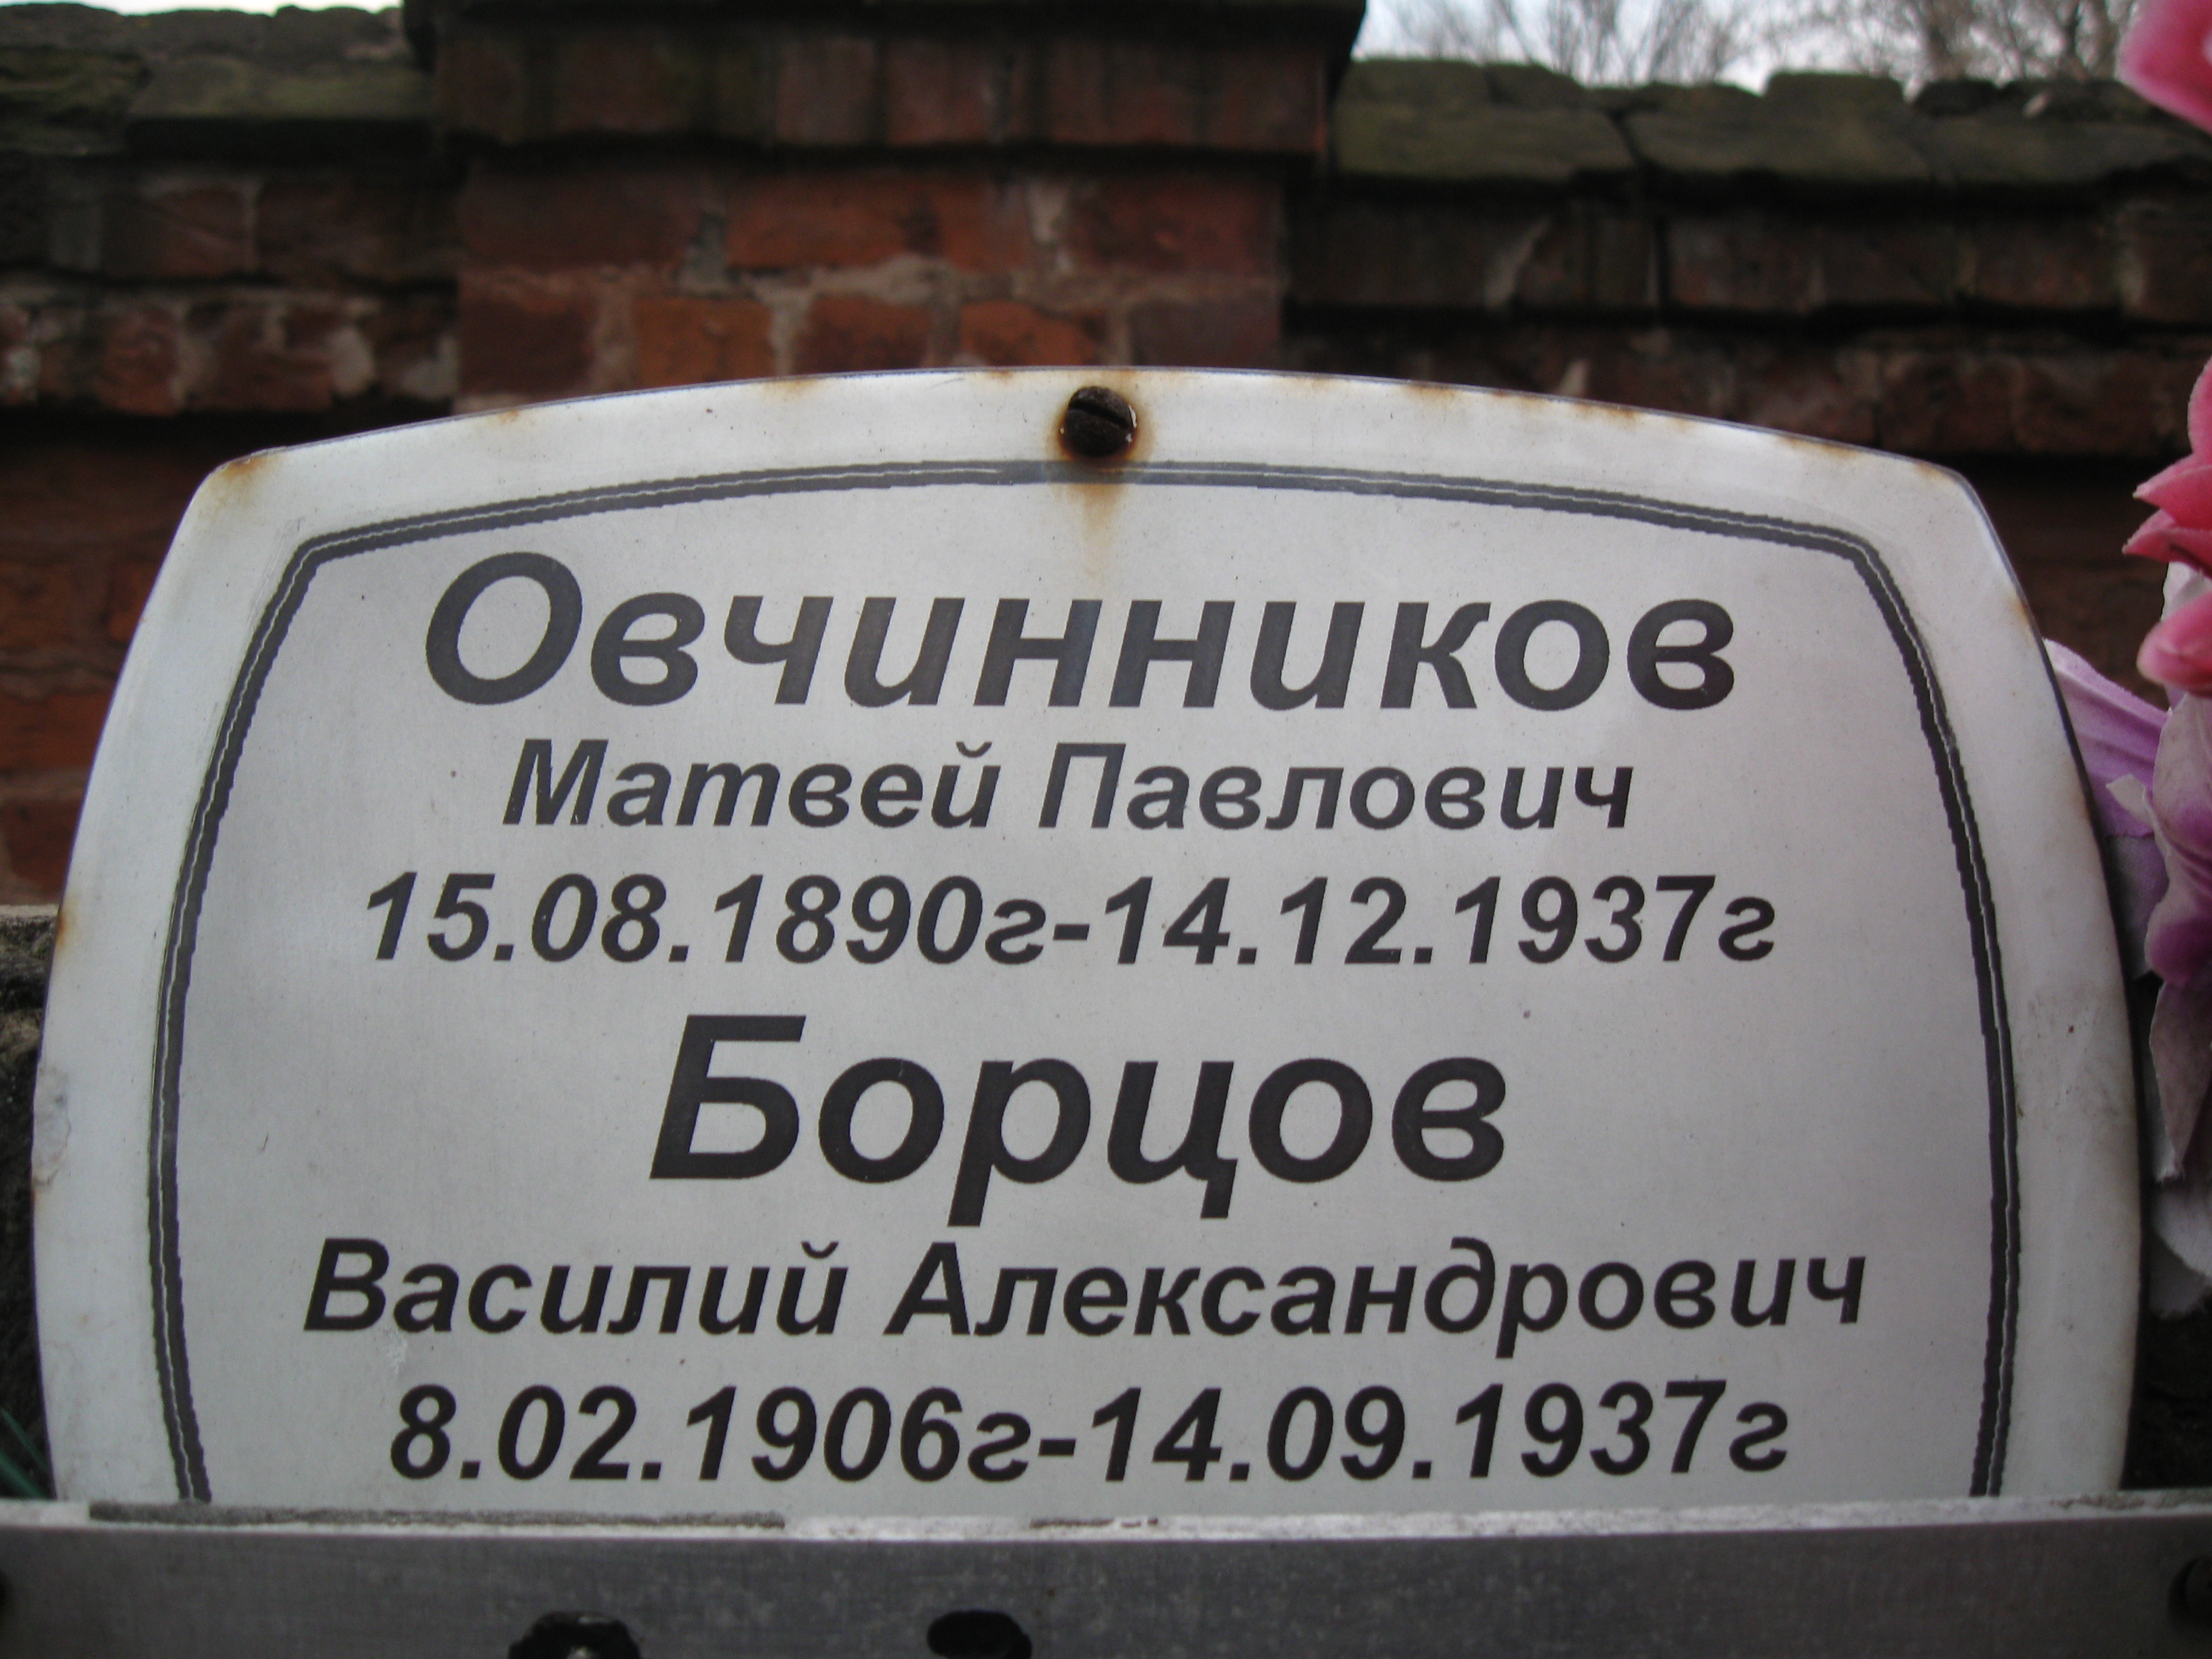 Овчинников
Матвей Павлович
15.08.1890г-14.12.1937г
Борцов
Василий Александрович
8.02.1906г-14.09.1937г